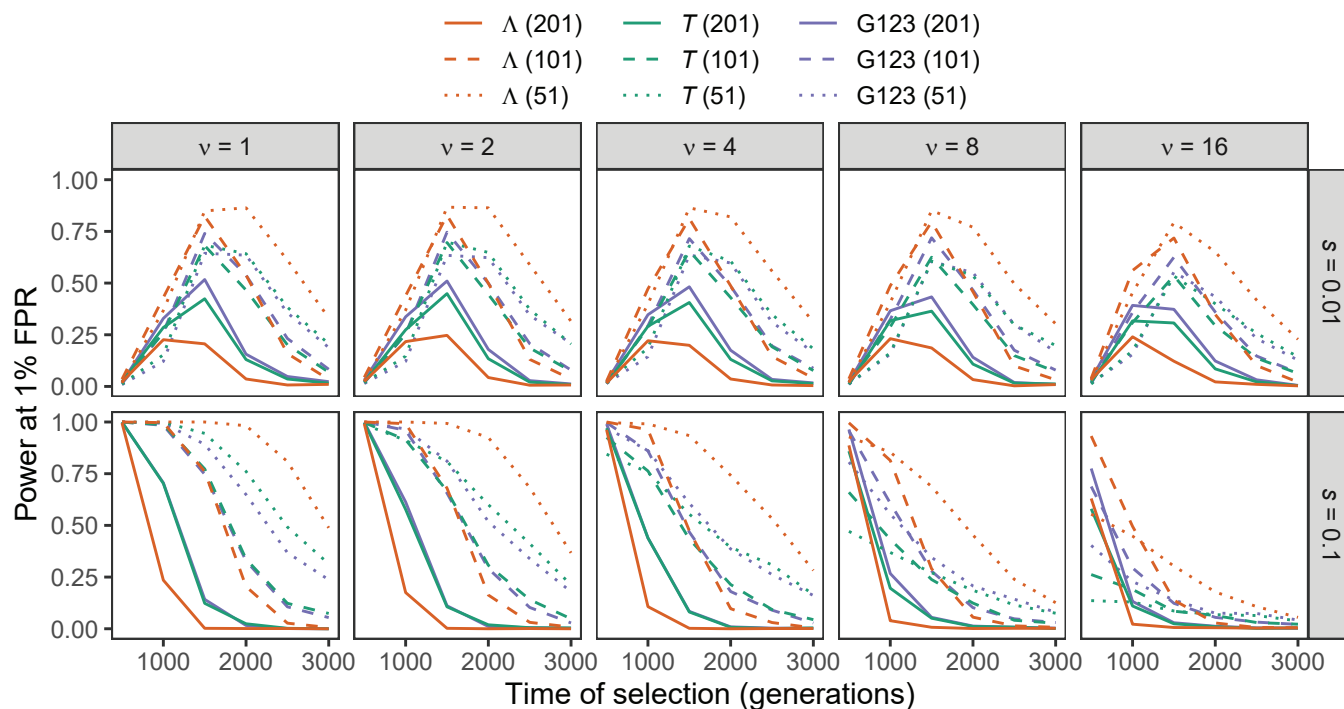 Λ (201) T (201) G123 (201)
Λ (101) T (101) G123 (101)
Λ (51) T (51) G123 (51)
ν = 1 ν = 2 ν = 4 ν = 8 ν = 16
1.00
0.75
0.50
0.25
0.00
s = 0.01
1.00
0.75
0.50
0.25
0.00
s = 0.1
Power at 1% FPR
1000 2000 3000 1000 2000 3000 1000 2000 3000 1000 2000 3000 1000 2000 3000
Time of selection (generations)